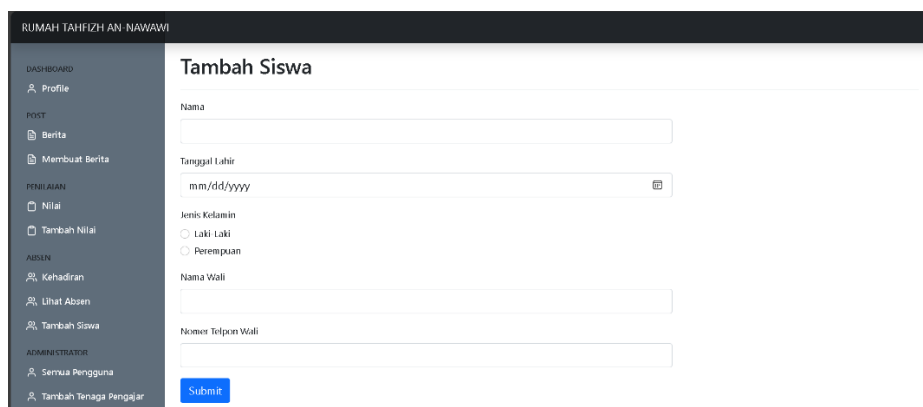 RUMAH TAHFIZH AN-NAWAWI
DASHBOARD
Profile
POST
Berita
Membuat Berita
PENILAIAN
Nilai
Tambah Nilai
ABSEN
Kehadiran
Lihat Absen
Tambah Siswa
ADMINISTRATOR
Semua Pengguna
Tambah Tenaga Pengajar
Tambah Siswa
Nama
Tanggal Lahir
mm/dd/yyyy
Jenis Kelamin
Laki-Laki
Perempuan
Nama Wali
Nomer Telpon Wali
Submit